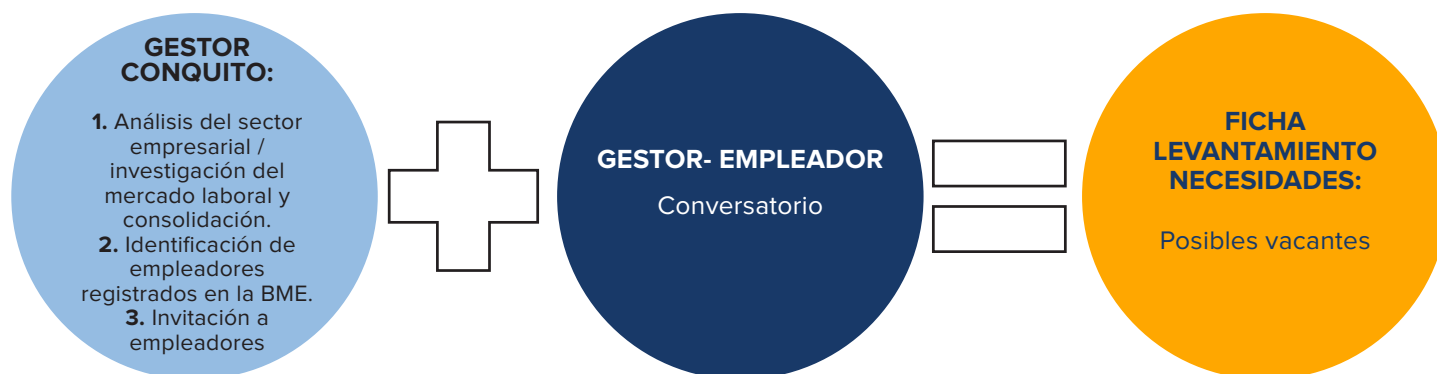 GESTOR
CONQUITO:
1. Análisis del sector
empresarial /
investigación del
mercado laboral y
consolidación.
2. Identificación de
empleadores
registrados en la BME.
3. Invitación a
empleadores
GESTOR- EMPLEADOR
Conversatorio
FICHA
LEVANTAMIENTO
NECESIDADES:
Posibles vacantes